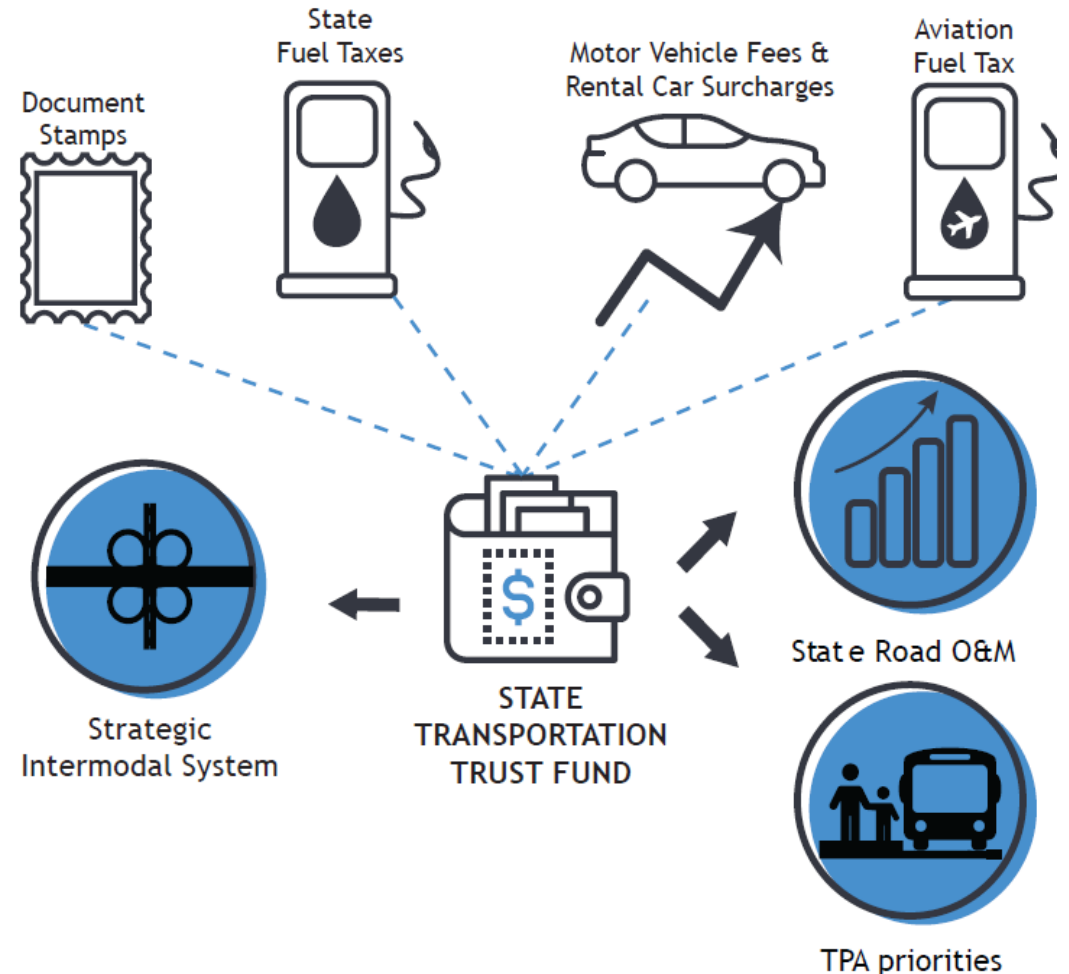 Document
Stamps
State
Fuel Taxes
Motor Vehicle Fees &
Rental Car Surcharges
Aviation
Fuel Tax
$
Strategic
Intermodal System
STATE
TRANSPORTATION
TRUST FUND
State Road O&M
TPA priorities